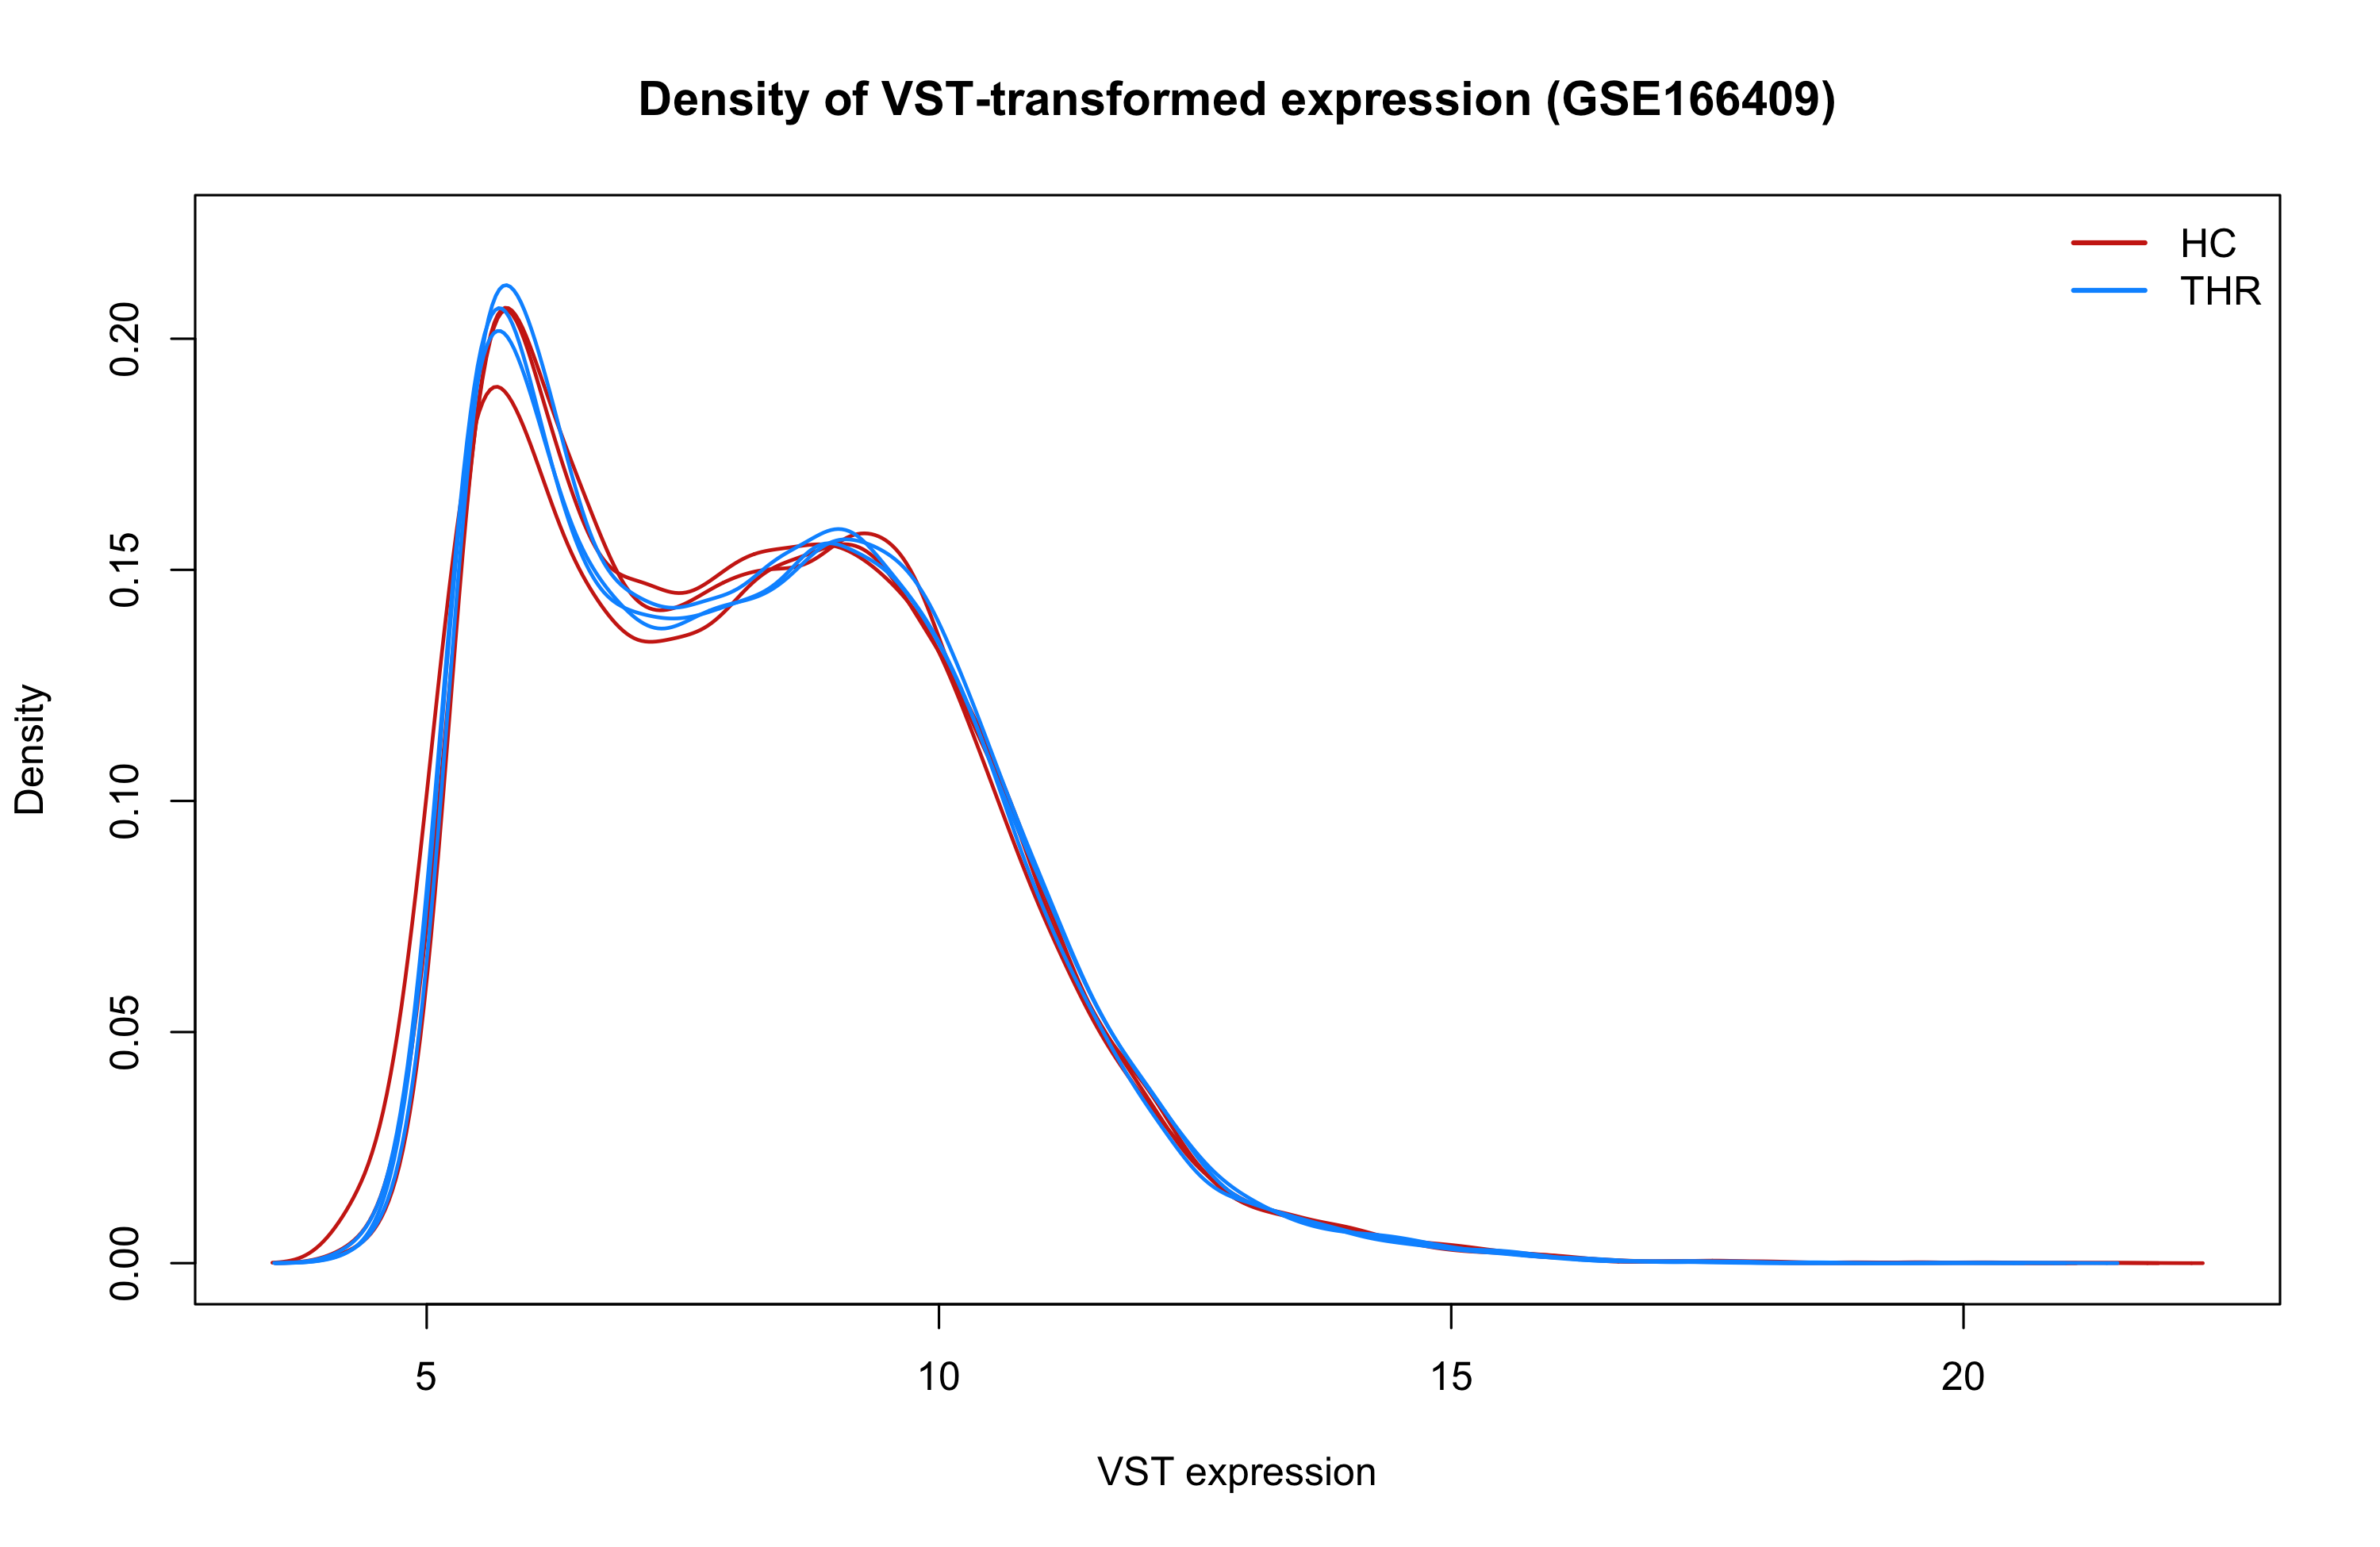 Density of VST-transformed expression (GSE166409)
HC
THR
0.20
0.15
0.10
0.05
0.00
Density
5 10 15 20
VST expression